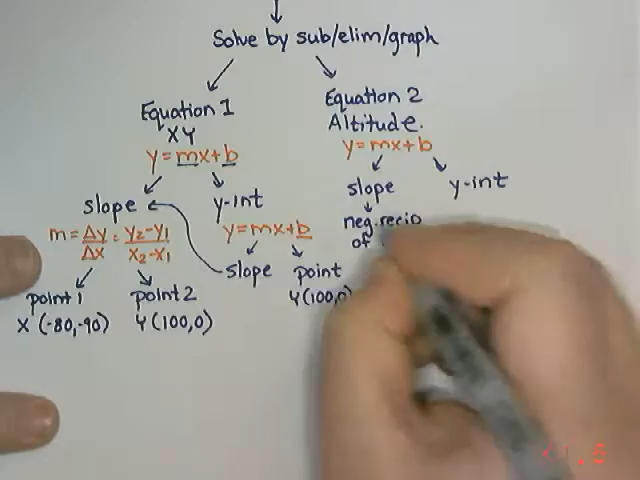 Solve by sub/elim/graph
Equation 1
XY
y = mx+b
slope
m = Δy = y₂-y₁
Δx x₂-x₁
point 1
X (-80,-90)
point 2
Y (100,0)
y-int
y = mx+b
slope
point
Y (100,0)
Equation 2
Altitude.
y = mx+b
slope
neg. recip
of
y-int